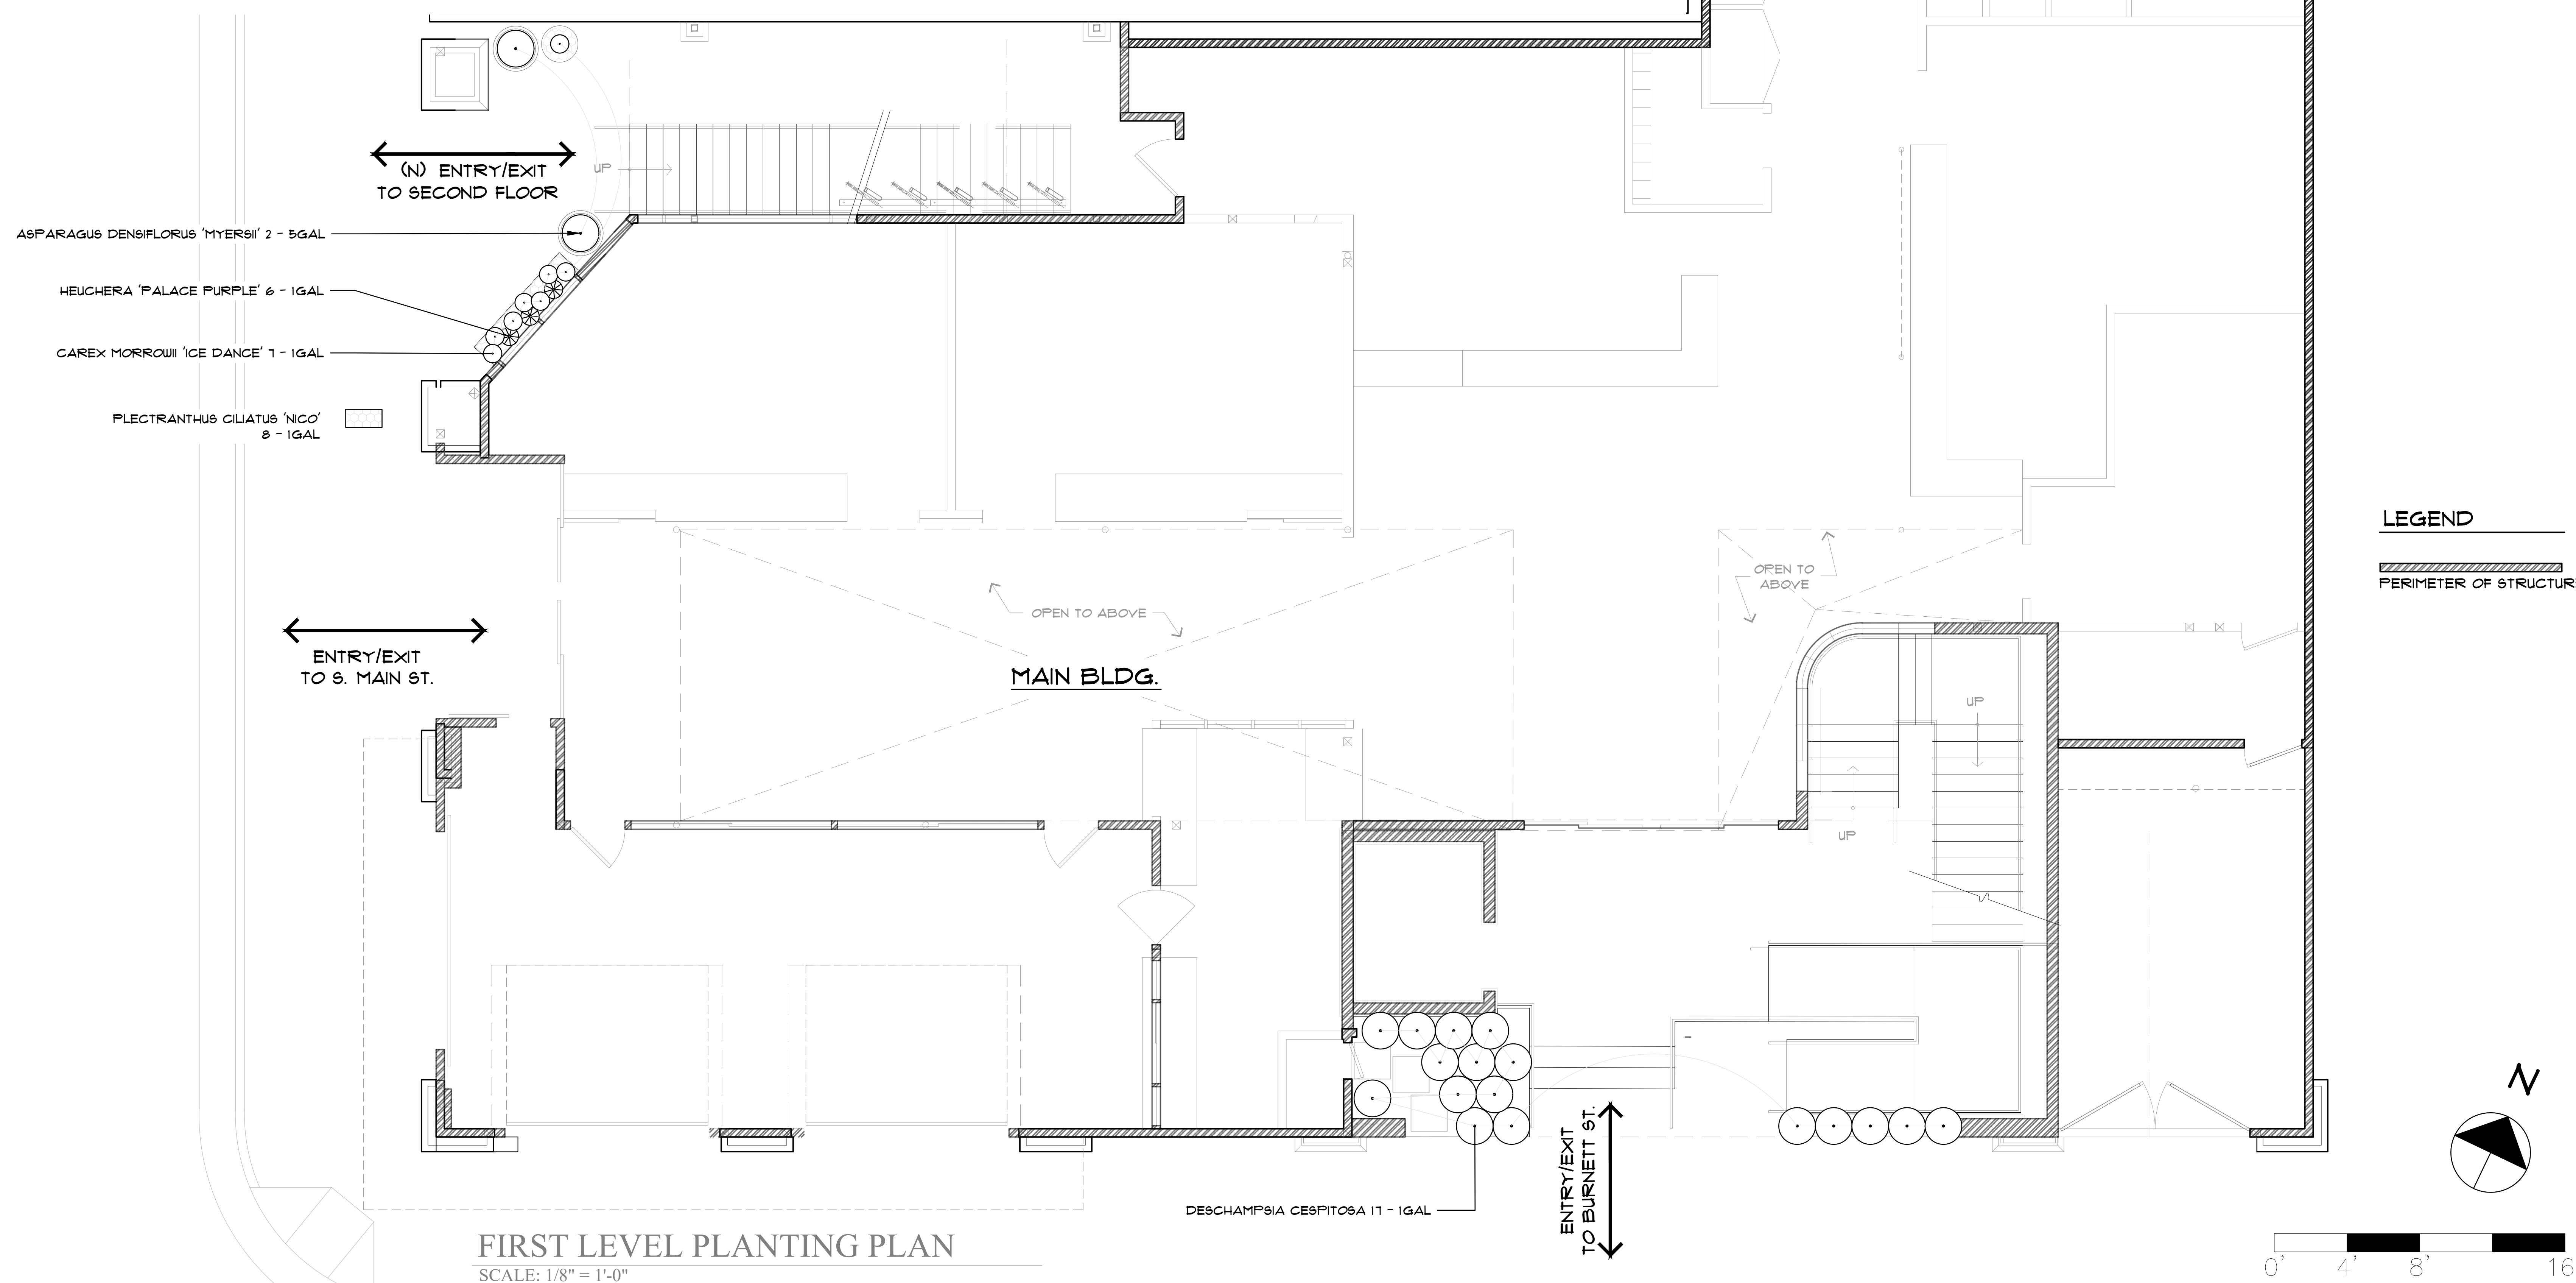 (N) ENTRY/EXIT
TO SECOND FLOOR
UP
ASPARAGUS DENSIFLORUS 'MYERSII' 2 - 5GAL
HEUCHERA 'PALACE PURPLE' 6 - 1GAL
CAREX MORROWII 'ICE DANCE' 7 - 1GAL
PLECTRANTHUS CILIATUS 'NICO'
8 - 1GAL
LEGEND
PERIMETER OF STRUCTUR
OPEN TO
ABOVE
OPEN TO ABOVE
ENTRY/EXIT
TO S. MAIN ST.
MAIN BLDG.
UP
UP
N
ENTRY/EXIT
TO BURNETT ST.
DESCHAMPSIA CESPITOSA 17 - 1GAL
FIRST LEVEL PLANTING PLAN
SCALE: 1/8" = 1'-0"
0' 4' 8' 16